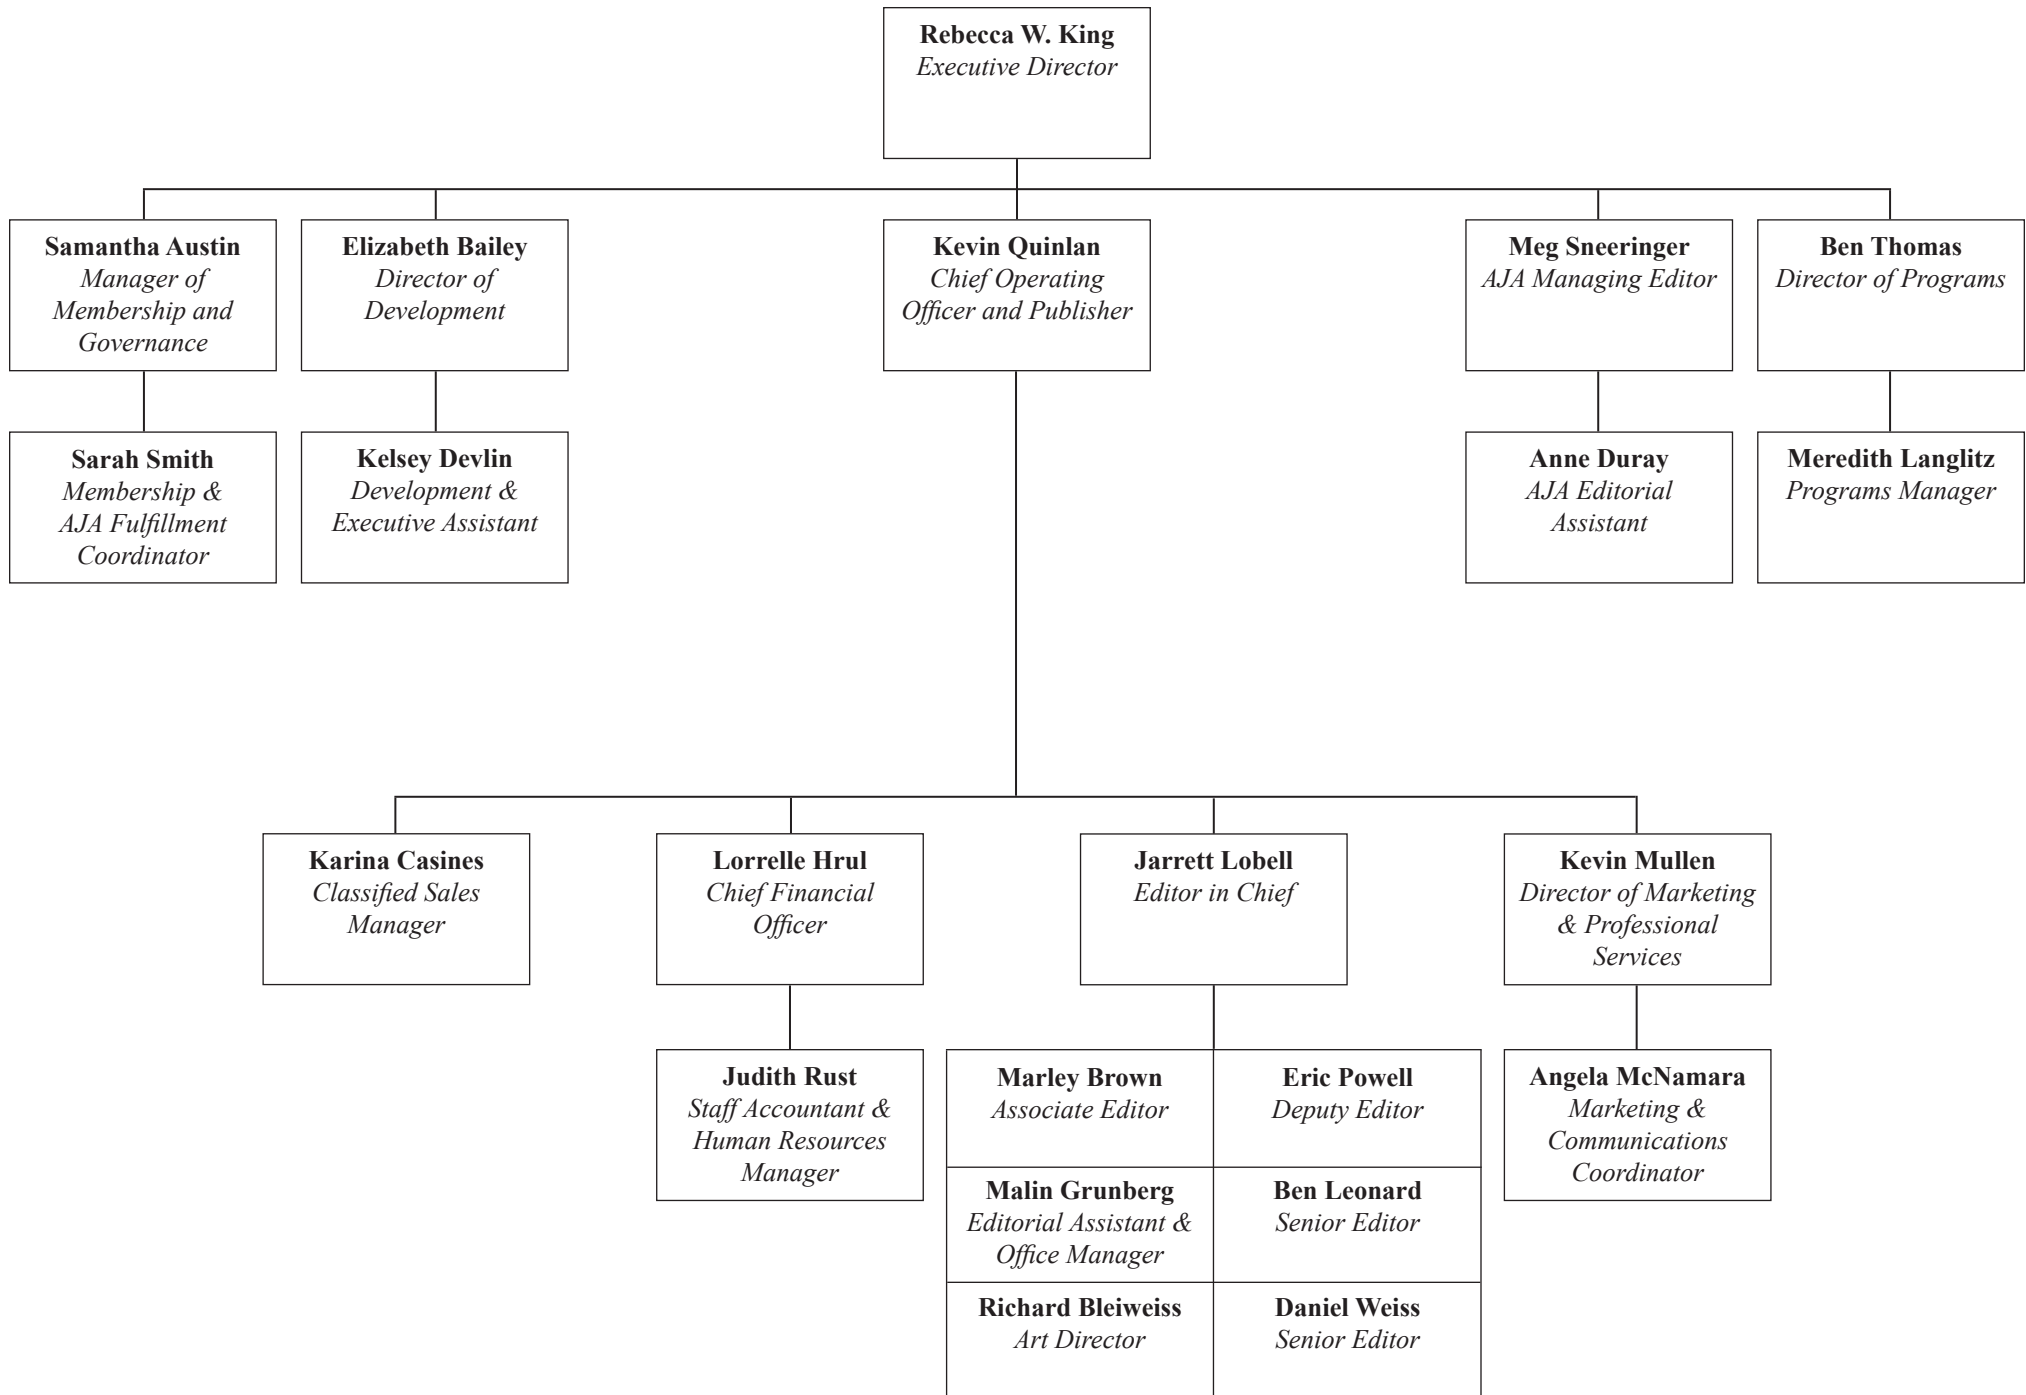 Rebecca W. King
Executive Director
Samantha Austin
Manager of
Membership and
Governance
Elizabeth Bailey
Director of
Development
Kevin Quinlan
Chief Operating
Officer and Publisher
Meg Sneeringer
AJA Managing Editor
Ben Thomas
Director of Programs
Sarah Smith
Membership &
AJA Fulfillment
Coordinator
Kelsey Devlin
Development &
Executive Assistant
Anne Duray
AJA Editorial
Assistant
Meredith Langlitz
Programs Manager
Karina Casines
Classified Sales
Manager
Lorrelle Hrul
Chief Financial
Officer
Jarrett Lobell
Editor in Chief
Kevin Mullen
Director of Marketing
& Professional
Services
Judith Rust
Staff Accountant &
Human Resources
Manager
Marley Brown
Associate Editor
Eric Powell
Deputy Editor
Malin Grunberg
Editorial Assistant &
Office Manager
Ben Leonard
Senior Editor
Richard Bleiweiss
Art Director
Daniel Weiss
Senior Editor
Angela McNamara
Marketing &
Communications
Coordinator